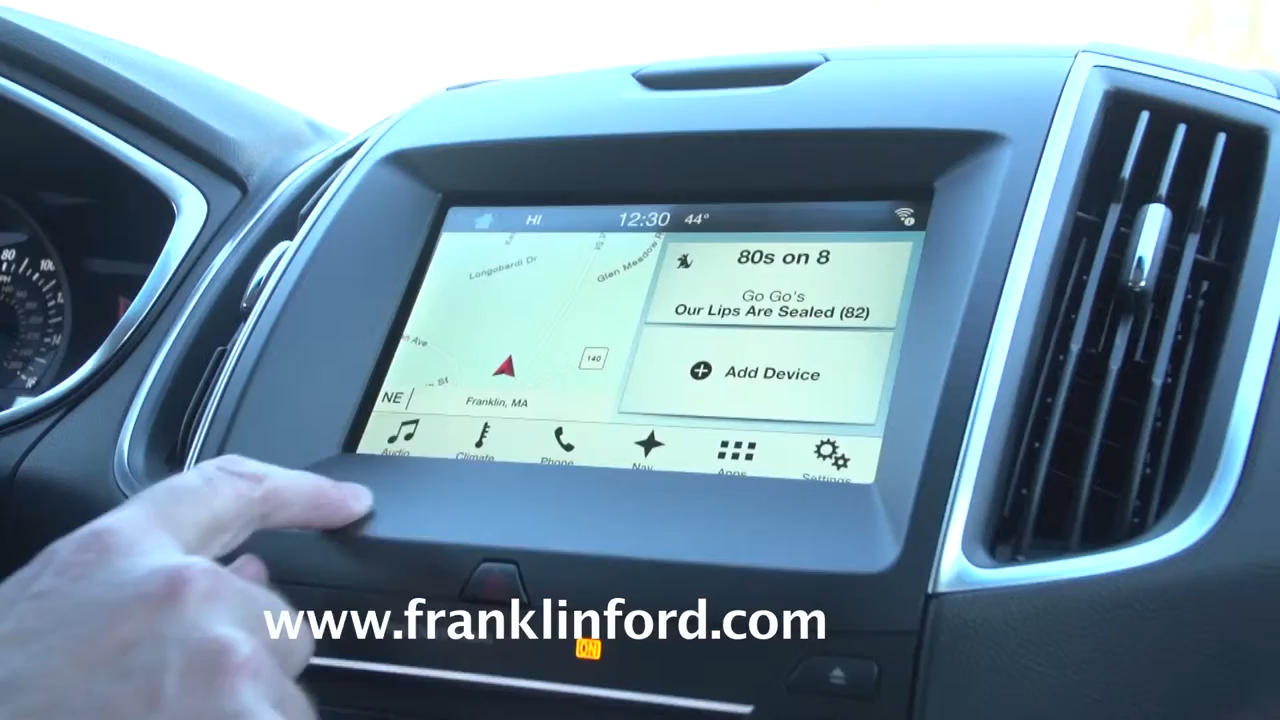 HI 12:30 44°
Longobardi Dr
Glen Meadow
140
NE
Franklin, MA
80s on 8
Go Go's
Our Lips Are Sealed (82)
Add Device
Audio Climate Phone Nav Apps Settings
80
www.franklinford.com
ON